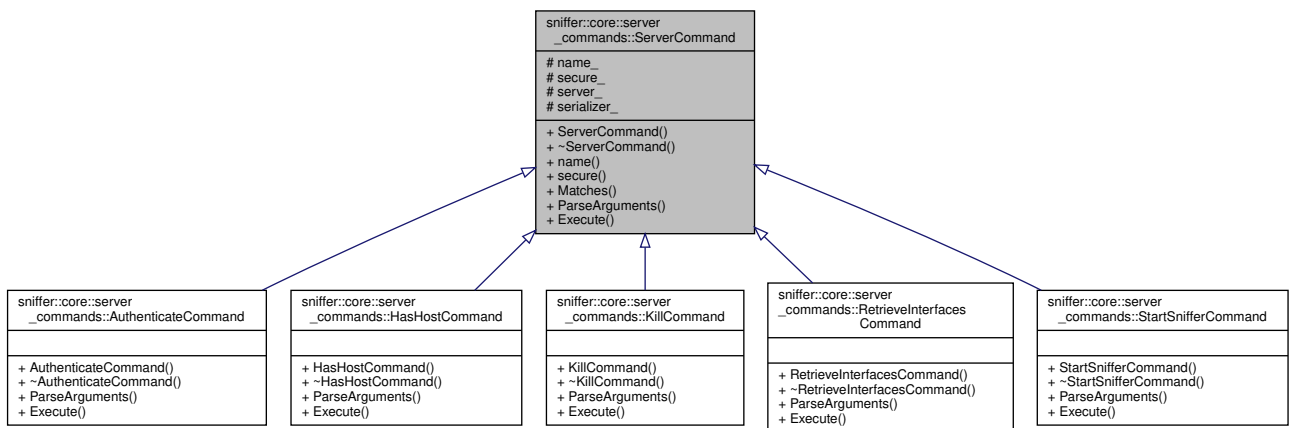 sniffer::core::server
_commands::ServerCommand
# name_
# secure_
# server_
# serializer_
+ ServerCommand()
+ ~ServerCommand()
+ name()
+ secure()
+ Matches()
+ ParseArguments()
+ Execute()
sniffer::core::server
_commands::AuthenticateCommand
+ AuthenticateCommand()
+ ~AuthenticateCommand()
+ ParseArguments()
+ Execute()
sniffer::core::server
_commands::HasHostCommand
+ HasHostCommand()
+ ~HasHostCommand()
+ ParseArguments()
+ Execute()
sniffer::core::server
_commands::KillCommand
+ KillCommand()
+ ~KillCommand()
+ ParseArguments()
+ Execute()
sniffer::core::server
_commands::RetrieveInterfaces
Command
+ RetrieveInterfacesCommand()
+ ~RetrieveInterfacesCommand()
+ ParseArguments()
+ Execute()
sniffer::core::server
_commands::StartSnifferCommand
+ StartSnifferCommand()
+ ~StartSnifferCommand()
+ ParseArguments()
+ Execute()